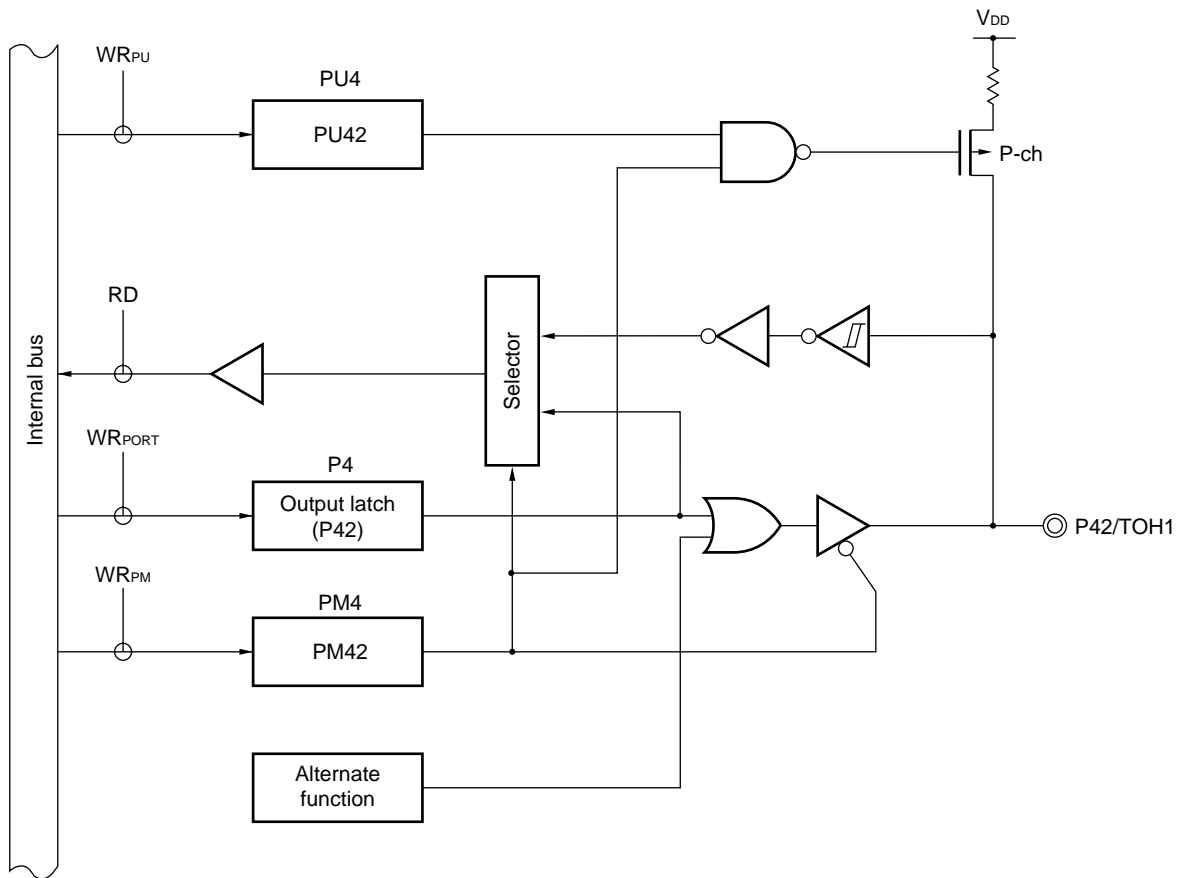 VDD
WRPU
PU4
PU42
P-ch
RD
Selector
Internal bus
WRPORT
P4
Output latch
(P42)
P42/TOH1
WRPM
PM4
PM42
Alternate
function